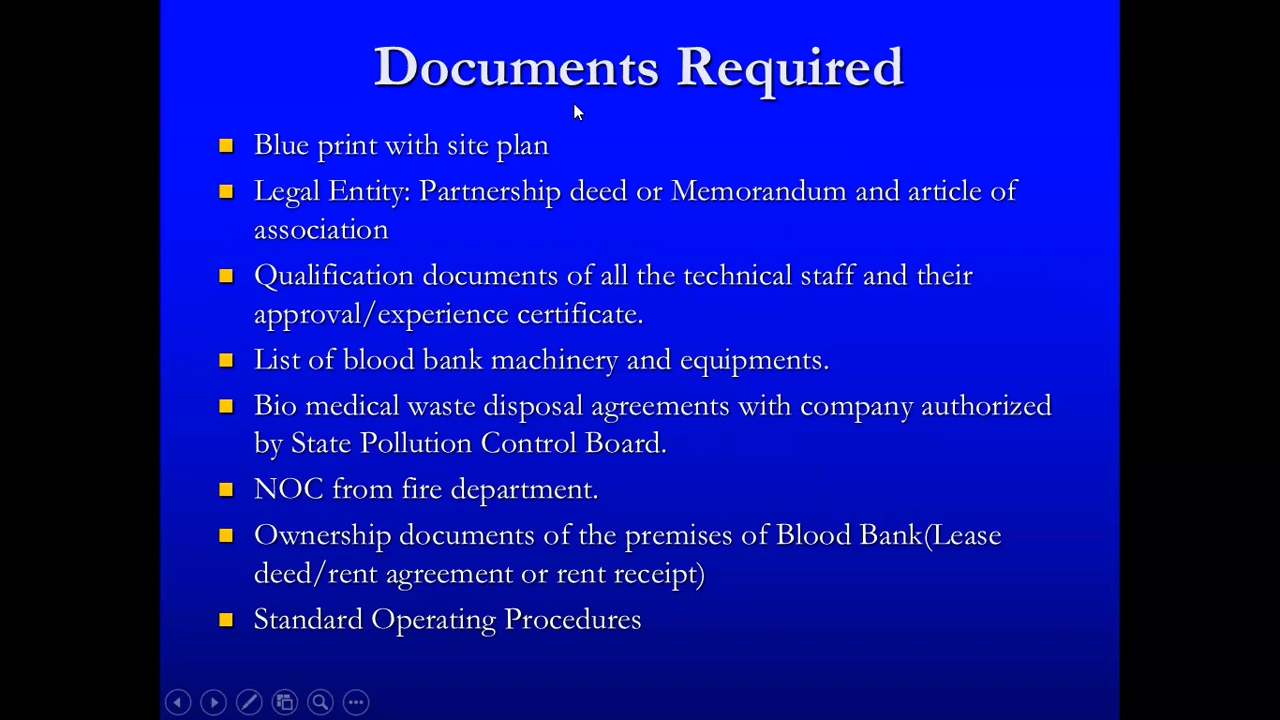 Documents Required
Blue print with site plan
Legal Entity: Partnership deed or Memorandum and article of
association
Qualification documents of all the technical staff and their
approval/experience certificate.
List of blood bank machinery and equipments.
Bio medical waste disposal agreements with company authorized
by State Pollution Control Board.
NOC from fire department.
Ownership documents of the premises of Blood Bank(Lease
deed/rent agreement or rent receipt)
Standard Operating Procedures